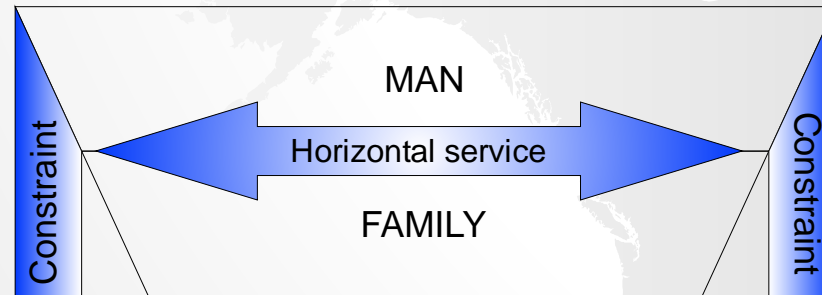 MAN
Constraint
Horizontal service
Constraint
FAMILY